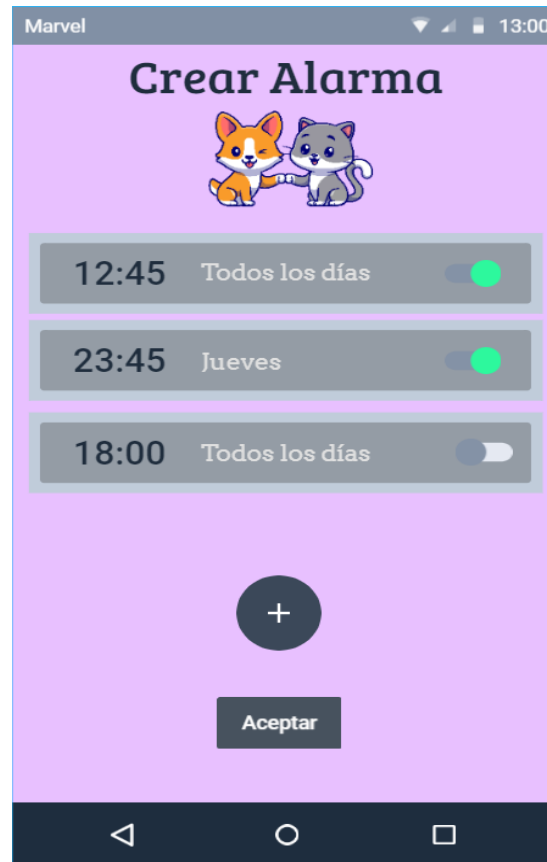 Marvel 13:00
Crear Alarma
12:45 Todos los días
23:45 Jueves
18:00 Todos los días
+
Aceptar